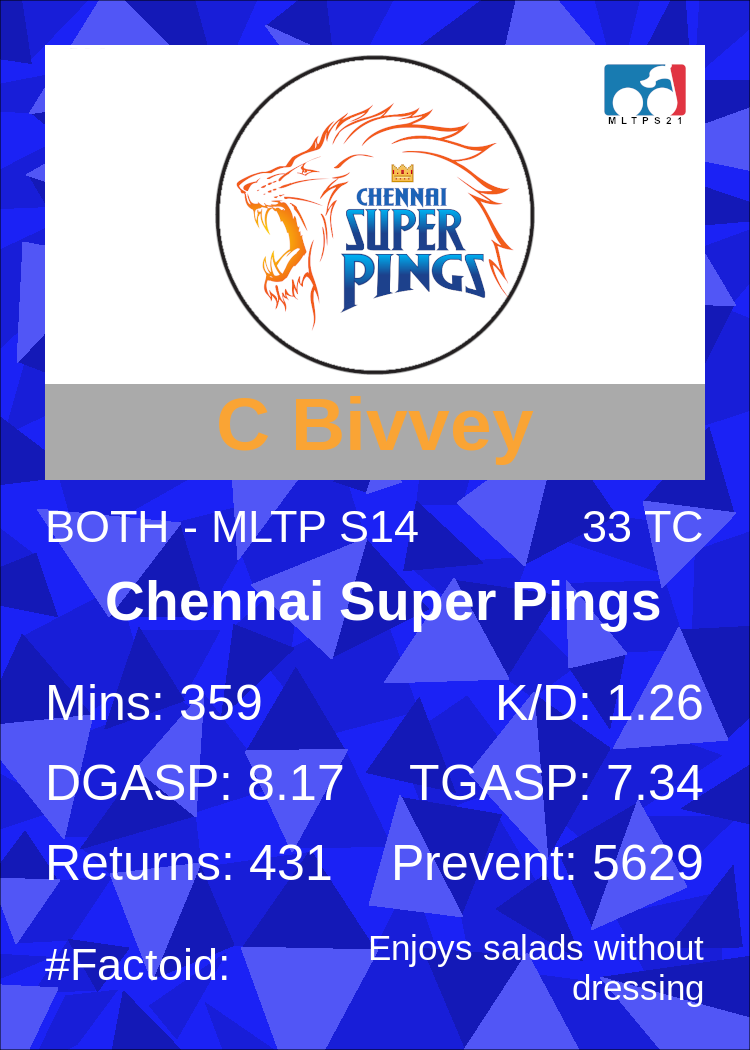 MLTPS21
CHENNAI
SUPER
PINGS
C Bivvey
BOTH - MLTP S14 33 TC
Chennai Super Pings
Mins: 359 K/D: 1.26
DGASP: 8.17 TGASP: 7.34
Returns: 431 Prevent: 5629
#Factoid: Enjoys salads without
dressing